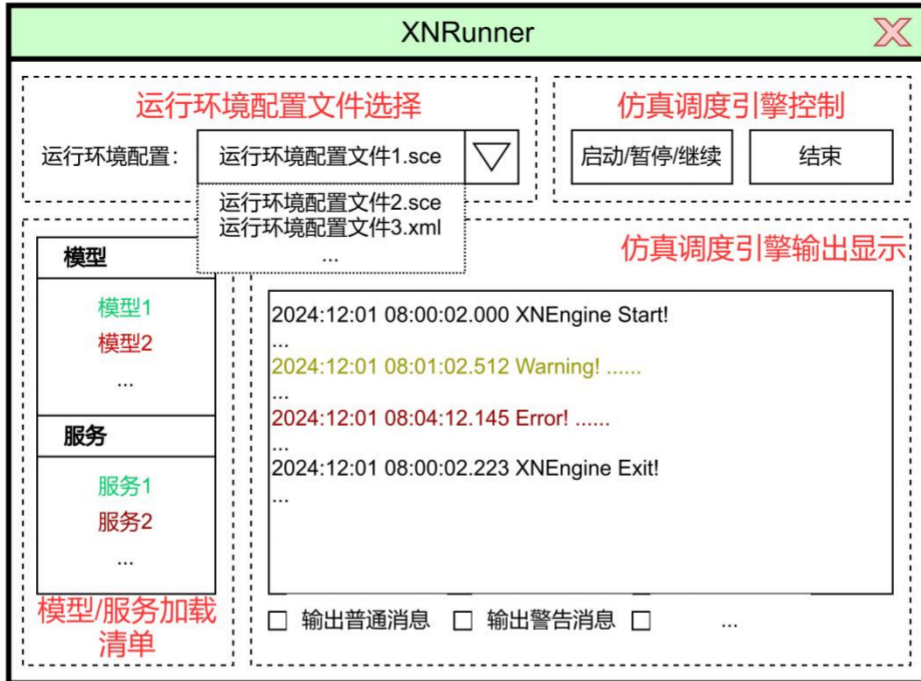 XNRunner
运行环境配置文件选择
仿真调度引擎控制
运行环境配置：
运行环境配置文件1.sce
启动/暂停/继续
结束
运行环境配置文件2.sce
运行环境配置文件3.xml
...
仿真调度引擎输出显示
模型
模型1
模型2
...
服务
服务1
服务2
...
模型/服务加载
清单
2024:12:01 08:00:02.000 XNEngine Start!
...
2024:12:01 08:01:02.512 Warning! ......
...
2024:12:01 08:04:12.145 Error! ......
...
2024:12:01 08:00:02.223 XNEngine Exit!
...
输出普通消息
输出警告消息
...